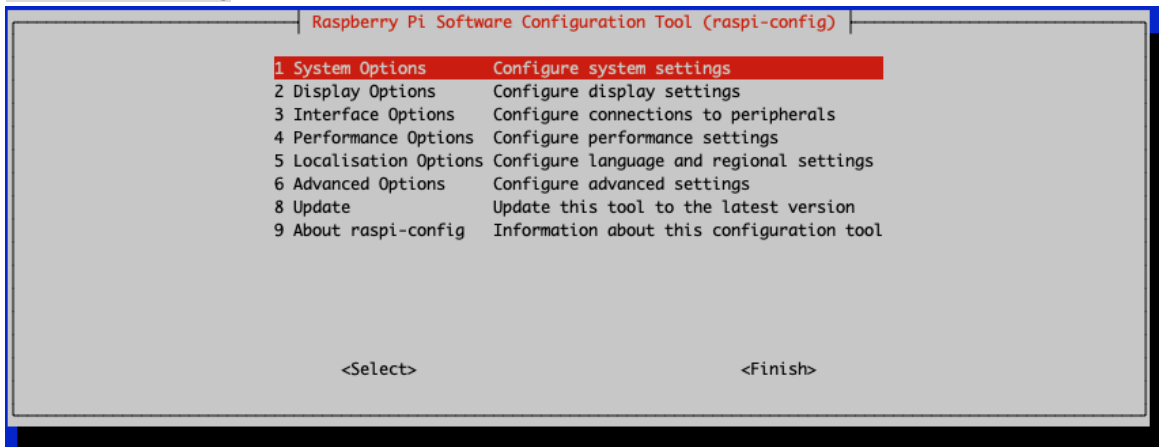 Raspberry Pi Software Configuration Tool (raspi-config)
1 System Options Configure system settings
2 Display Options Configure display settings
3 Interface Options Configure connections to peripherals
4 Performance Options Configure performance settings
5 Localisation Options Configure language and regional settings
6 Advanced Options Configure advanced settings
8 Update Update this tool to the latest version
9 About raspi-config Information about this configuration tool
<Select> <Finish>